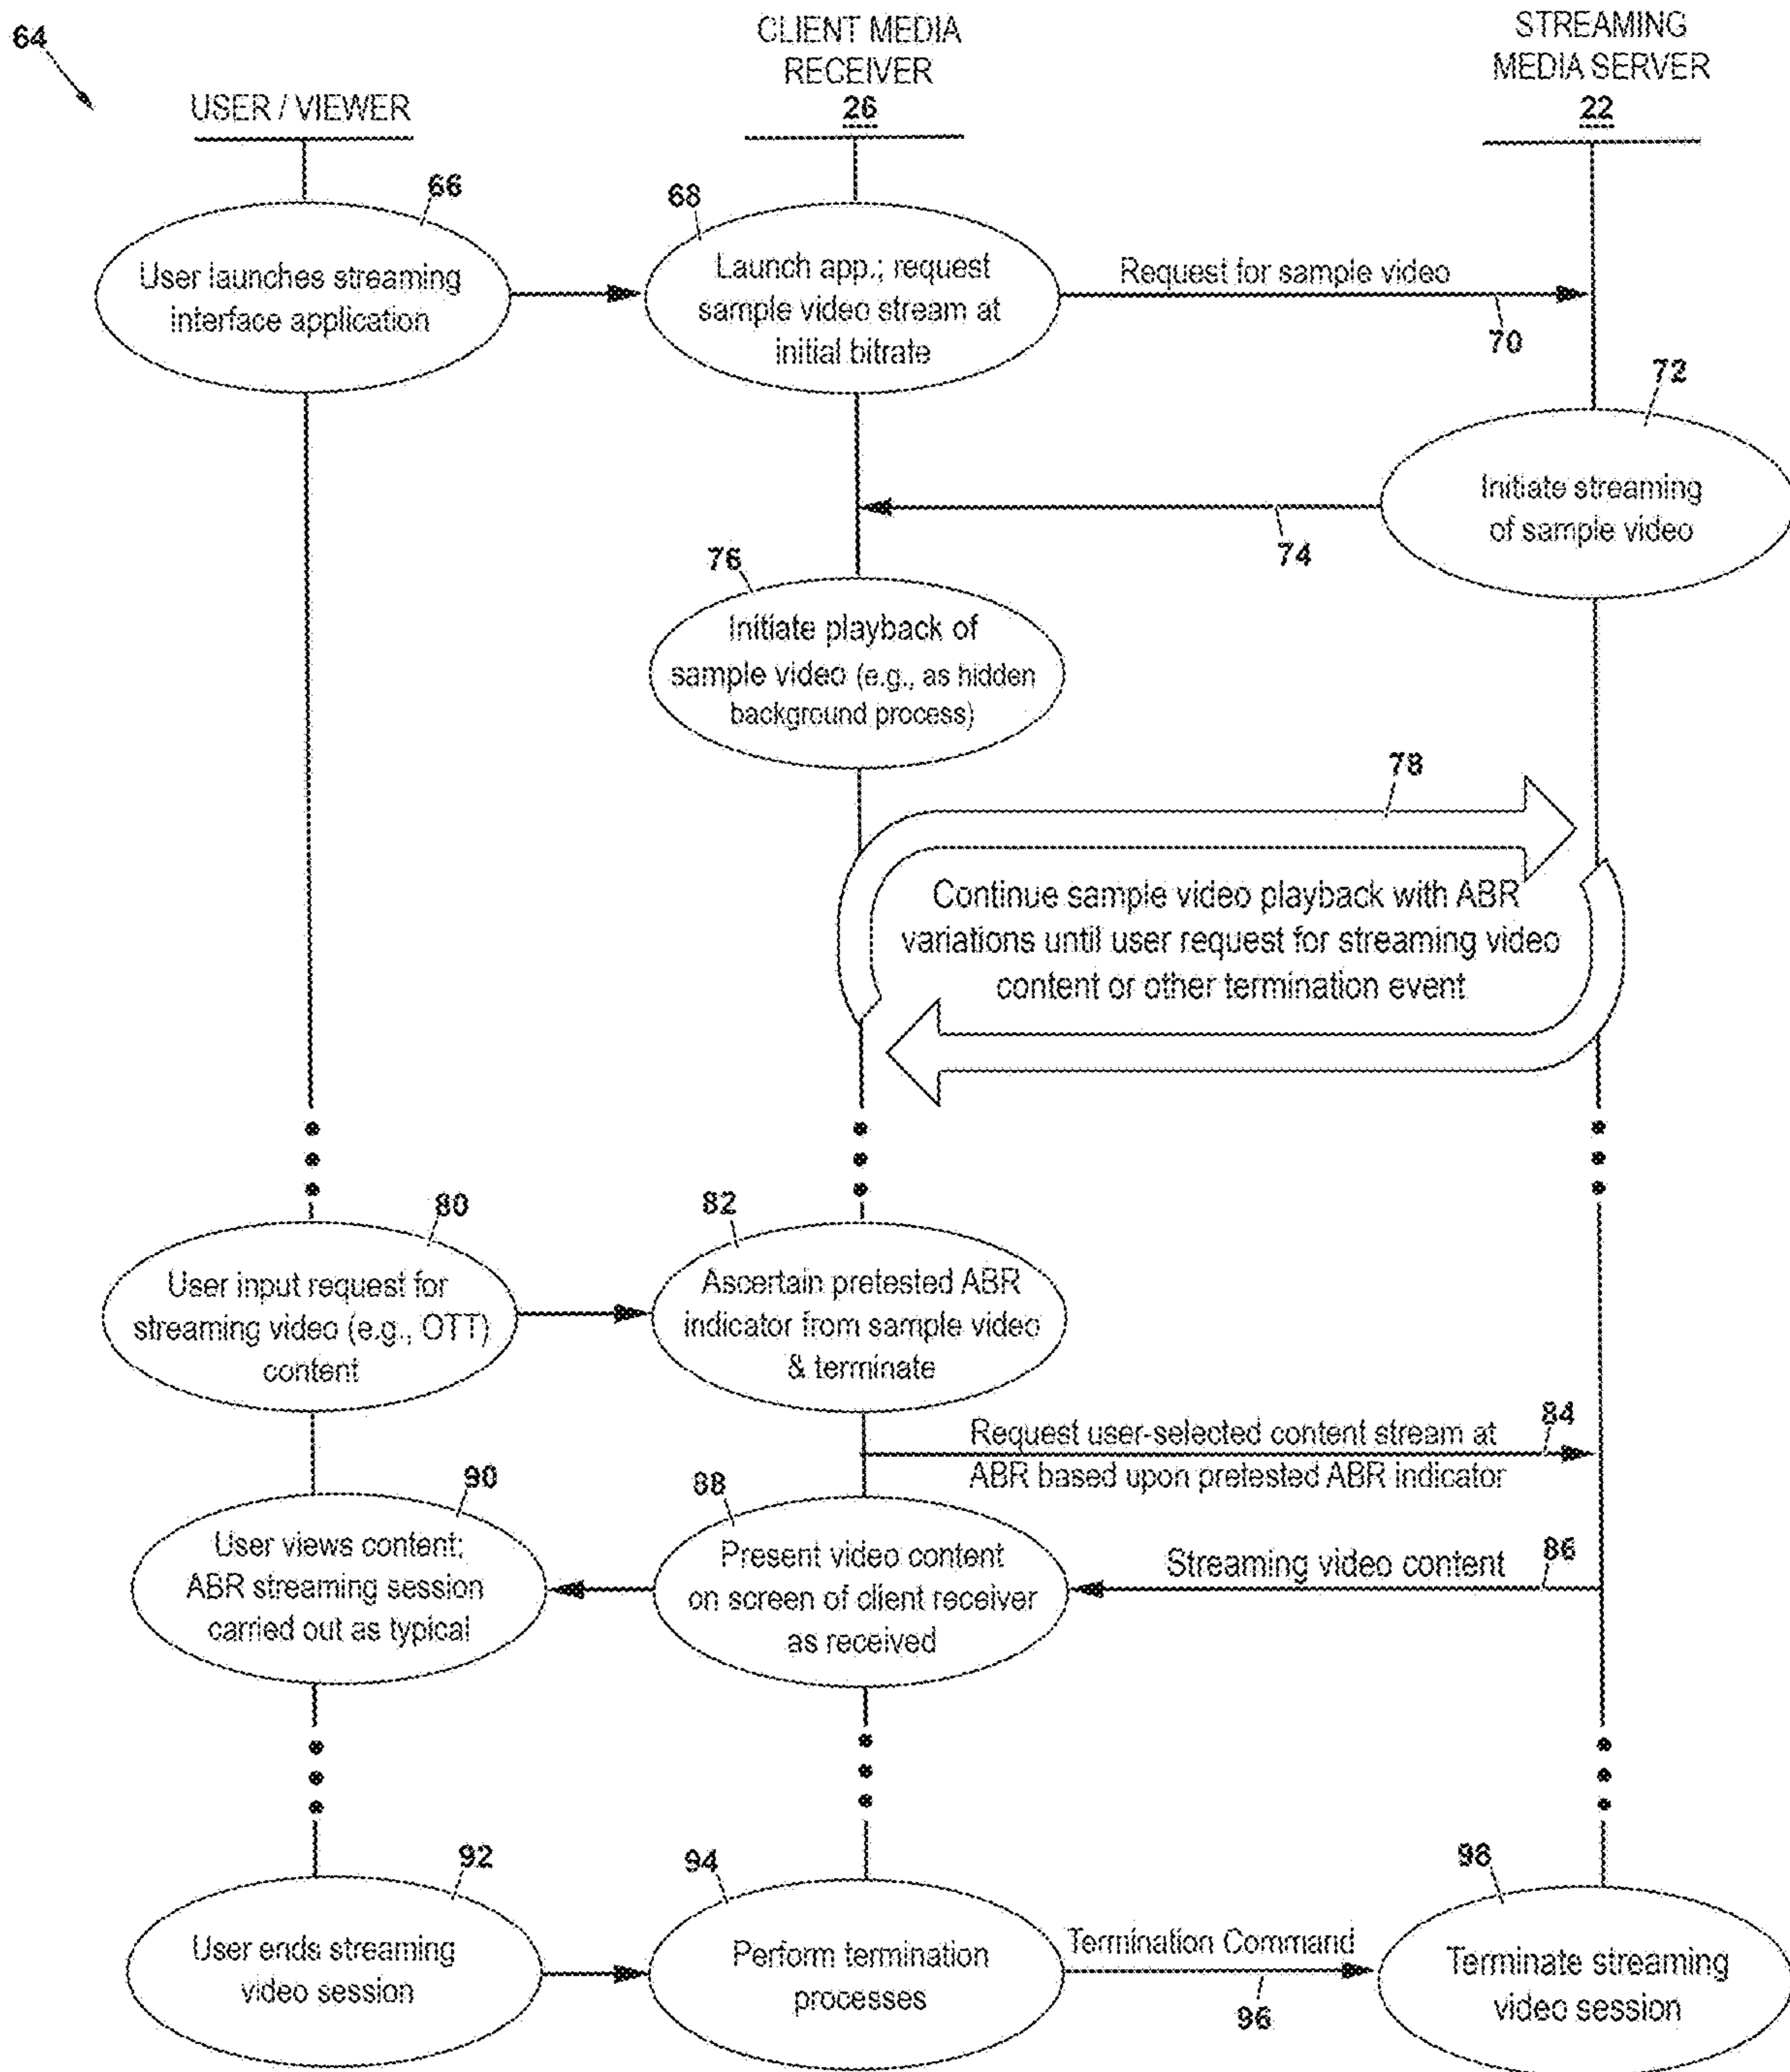 64
USER / VIEWER
CLIENT MEDIA
RECEIVER
26
STREAMING
MEDIA SERVER
22
66
User launches streaming
interface application
68
Launch app.; request
sample video stream at
initial bitrate
Request for sample video
70
72
Initiate streaming
of sample video
74
76
Initiate playback of
sample video (e.g., as hidden
background process)
78
Continue sample video playback with ABR
variations until user request for streaming video
content or other termination event
80
User input request for
streaming video (e.g., OTT)
content
82
Ascertain pretested ABR
indicator from sample video
& terminate
84
Request user-selected content stream at
ABR based upon pretested ABR indicator
90
User views content;
ABR streaming session
carried out as typical
88
Present video content
on screen of client receiver
as received
Streaming video content
86
92
User ends streaming
video session
94
Perform termination
processes
Termination Command
96
98
Terminate streaming
video session